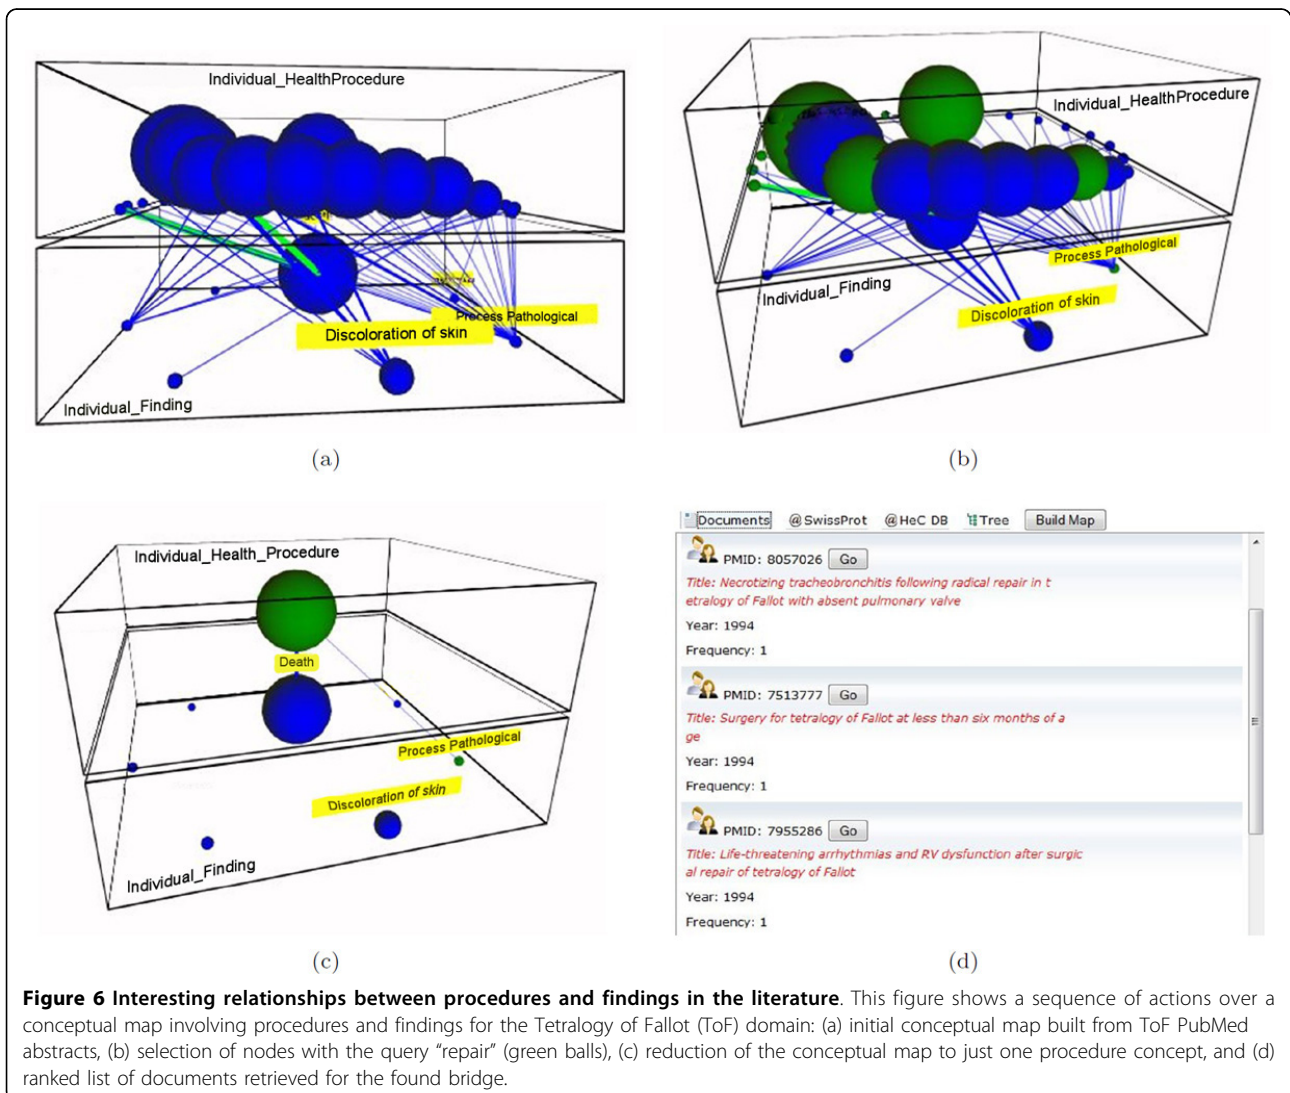 Individual_HealthProcedure
Process Pathological
Discoloration of skin
Individual_Finding
(a)
Individual_HealthProcedure
Process Pathological
Individual_Finding
Discoloration of skin
(b)
Individual_Health_Procedure
Death
Process Pathological
Discoloration of skin
Individual_Finding
(c)
Documents @SwissProt @HeC DB Tree Build Map
PMID: 8057026 Go
Title: Necrotizing tracheobronchitis following radical repair in t
etralogy of Fallot with absent pulmonary valve
Year: 1994
Frequency: 1
PMID: 7513777 Go
Title: Surgery for tetralogy of Fallot at less than six months of a
ge
Year: 1994
Frequency: 1
PMID: 7955286 Go
Title: Life-threatening arrhythmias and RV dysfunction after surgic
al repair of tetralogy of Fallot
Year: 1994
Frequency: 1
(d)
Figure 6 Interesting relationships between procedures and findings in the literature. This figure shows a sequence of actions over a
conceptual map involving procedures and findings for the Tetralogy of Fallot (ToF) domain: (a) initial conceptual map built from ToF PubMed
abstracts, (b) selection of nodes with the query “repair” (green balls), (c) reduction of the conceptual map to just one procedure concept, and (d)
ranked list of documents retrieved for the found bridge.